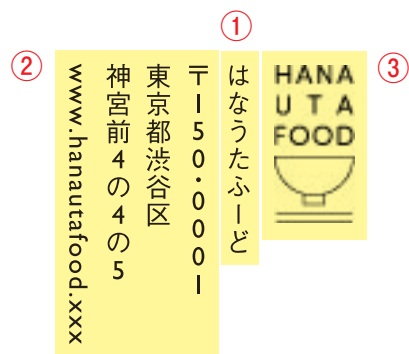 ③
HANA
UTA
FOOD
①
はなうたふーど
②
〒150・0001
東京都渋谷区
神宮前4の4の5
www.hanautafood.xxx